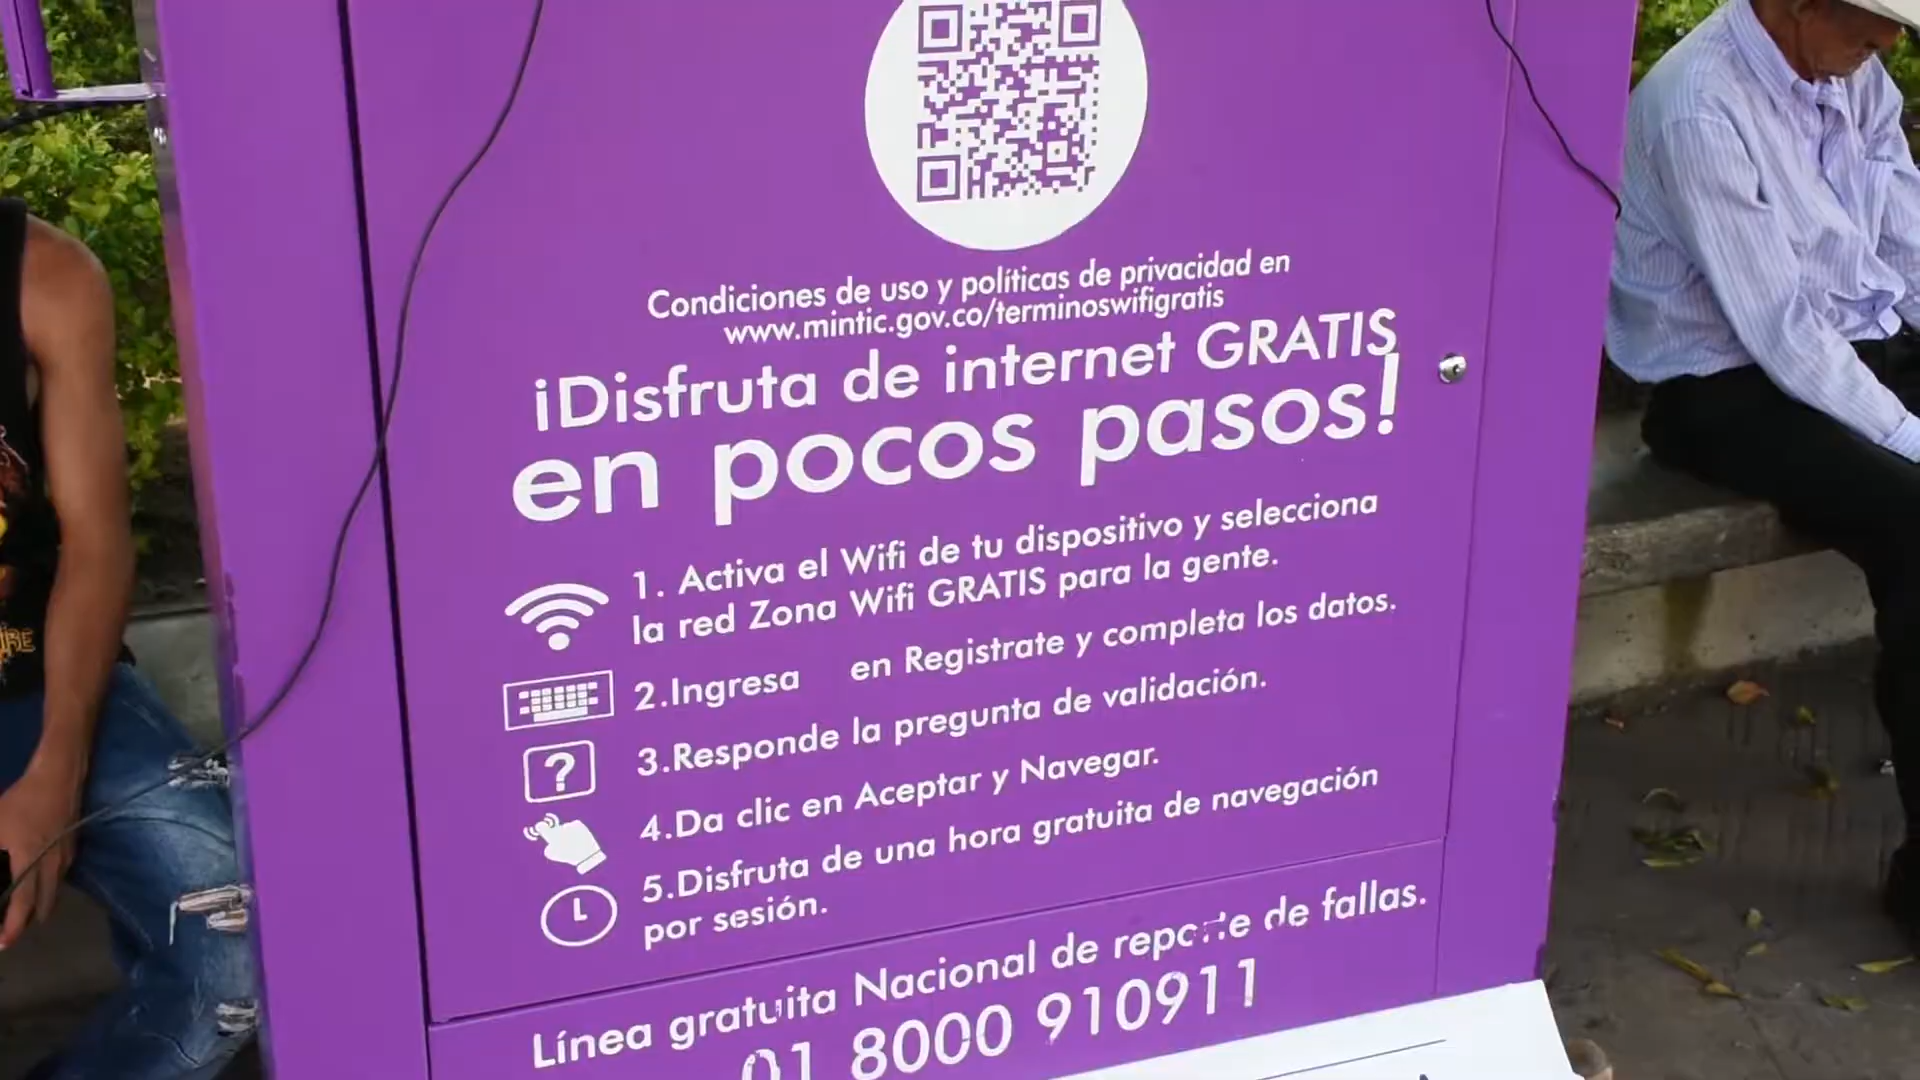 Condiciones de uso y políticas de privacidad en
www.mintic.gov.co/terminoswifigratis
¡Disfruta de internet GRATIS
en pocos pasos!
1. Activa el Wifi de tu dispositivo y selecciona
la red Zona Wifi GRATIS para la gente.
2.Ingresa en Registrate y completa los datos.
3.Responde la pregunta de validación.
4.Da clic en Aceptar y Navegar.
5.Disfruta de una hora gratuita de navegación
por sesión.
Línea gratuita Nacional de reporte de fallas.
01 8000 910911